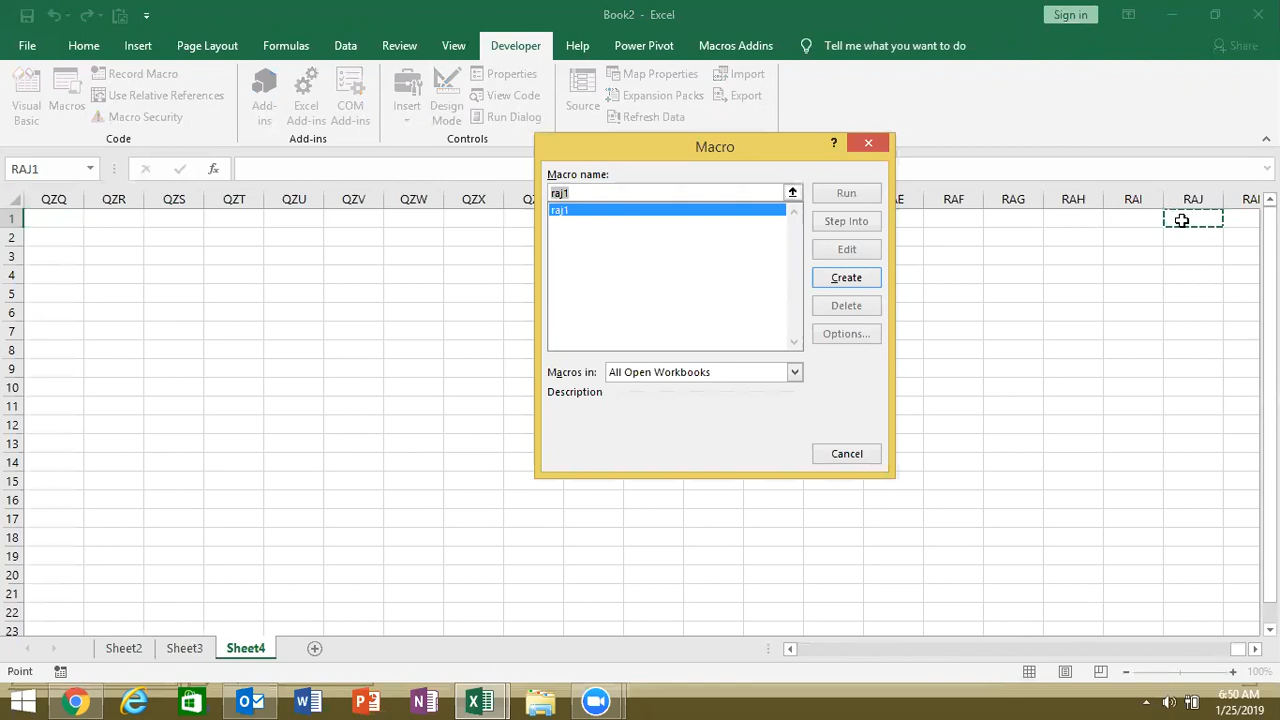 Book2 - Excel
Sign in
File Home Insert Page Layout Formulas Data Review View Developer Help Power Pivot Macros Addins Tell me what you want to do Share
Visual Basic
Macros
Record Macro
Use Relative References
Macro Security
Code
Add-ins
Excel Add-ins
COM Add-ins
Add-ins
Insert
Design Mode
Properties
View Code
Run Dialog
Controls
Source
Map Properties
Expansion Packs
Refresh Data
Import
Export
RAJ1
fx
QZQ QZR QZS QZT QZU QZV QZW QZX RAF RAG RAH RAI RAJ
1
2
3
4
5
6
7
8
9
10
11
12
13
14
15
16
17
18
19
20
21
22
23
Macro
?
Macro name:
raj1
raj1
Run
Step Into
Edit
Create
Delete
Options...
Macros in: All Open Workbooks
Description
Cancel
Sheet2 Sheet3 Sheet4
Point
100%
6:50 AM
1/25/2019